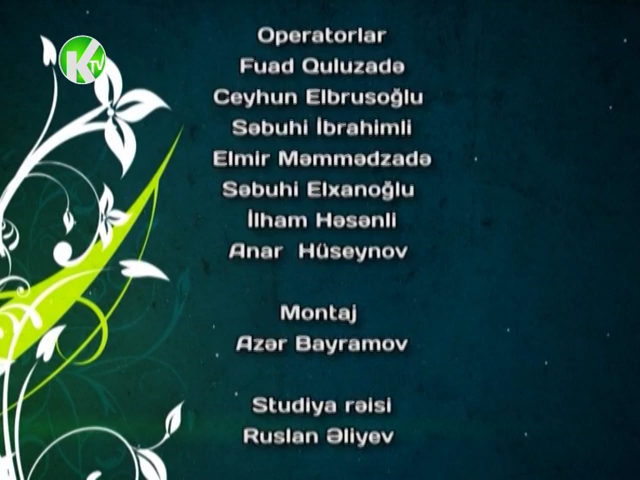 KTV
Operatorlar
Fuad Quluzadə
Ceyhun Elbrusoğlu
Səbuhi İbrahimli
Elmir Məmmədzadə
Səbuhi Elxanoğlu
İlham Həsənli
Anar Hüseynov
Montaj
Azər Bayramov
Studiya rəisi
Ruslan Əliyev